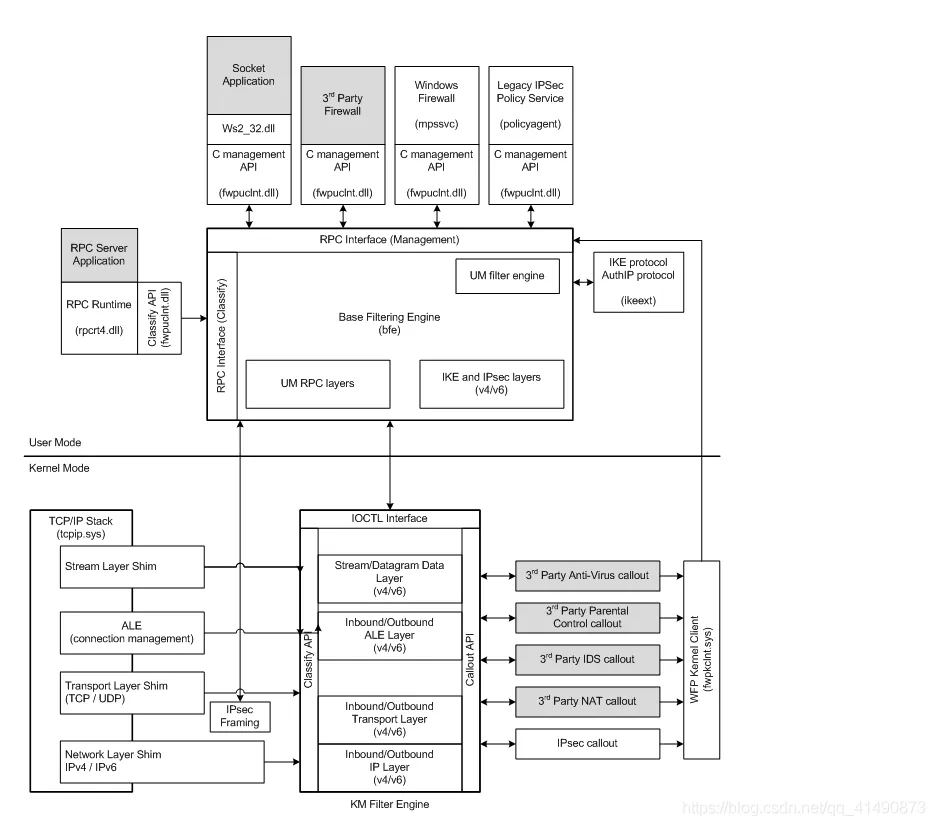 Socket
Application
Ws2_32.dll
C management
API
(fwpuclnt.dll)
3rd Party
Firewall
C management
API
(fwpuclnt.dll)
Windows
Firewall
(mpssvc)
C management
API
(fwpuclnt.dll)
Legacy IPSec
Policy Service
(policyagent)
C management
API
(fwpuclnt.dll)
RPC Server
Application
RPC Runtime
(rpcrt4.dll)
Classify API
(fwpuclnt.dll)
RPC Interface (Management)
RPC Interface (Classify)
UM filter engine
Base Filtering Engine
(bfe)
UM RPC layers
IKE and IPsec layers
(v4/v6)
IKE protocol
AuthIP protocol
(ikeext)
User Mode
Kernel Mode
TCP/IP Stack
(tcpip.sys)
Stream Layer Shim
ALE
(connection management)
Transport Layer Shim
(TCP / UDP)
Network Layer Shim
IPv4 / IPv6
IPsec
Framing
IOCTL Interface
Classify API
Stream/Datagram Data
Layer
(v4/v6)
Inbound/Outbound
ALE Layer
(v4/v6)
Inbound/Outbound
Transport Layer
(v4/v6)
Inbound/Outbound
IP Layer
(v4/v6)
Callout API
KM Filter Engine
3rd Party Anti-Virus callout
3rd Party Parental
Control callout
3rd Party IDS callout
3rd Party NAT callout
IPsec callout
WFP Kernel Client
(fwpkclnt.sys)
https://blog.csdn.net/qq_41490873